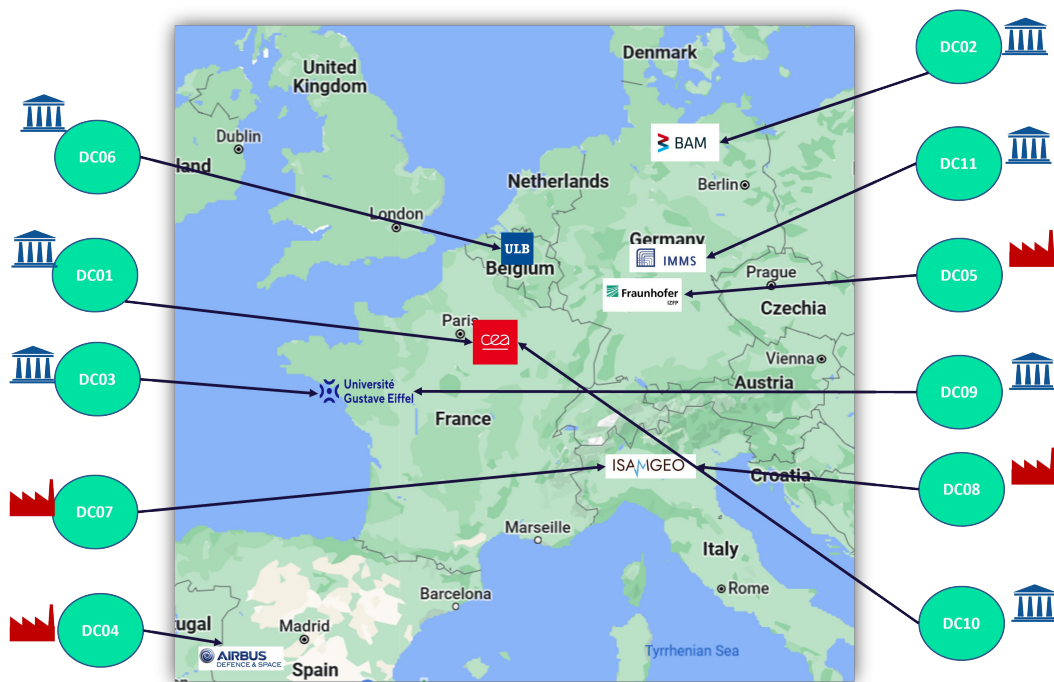 DC02
DC06
DC11
DC01
DC05
DC03
DC09
DC07
DC08
DC04
DC10
Denmark
United
Kingdom
Dublin
land
BAM
Berlin
Netherlands
London
ULB
Belgium
Germany
IMMS
Prague
Fraunhofer
IZFP
Czechia
Paris
cea
Vienna
Austria
Université
Gustave Eiffel
France
ISAMGEO
Croatia
Marseille
Italy
Rome
Barcelona
tugal
Madrid
AIRBUS
DEFENCE & SPACE
Spain
Tyrrhenian Sea